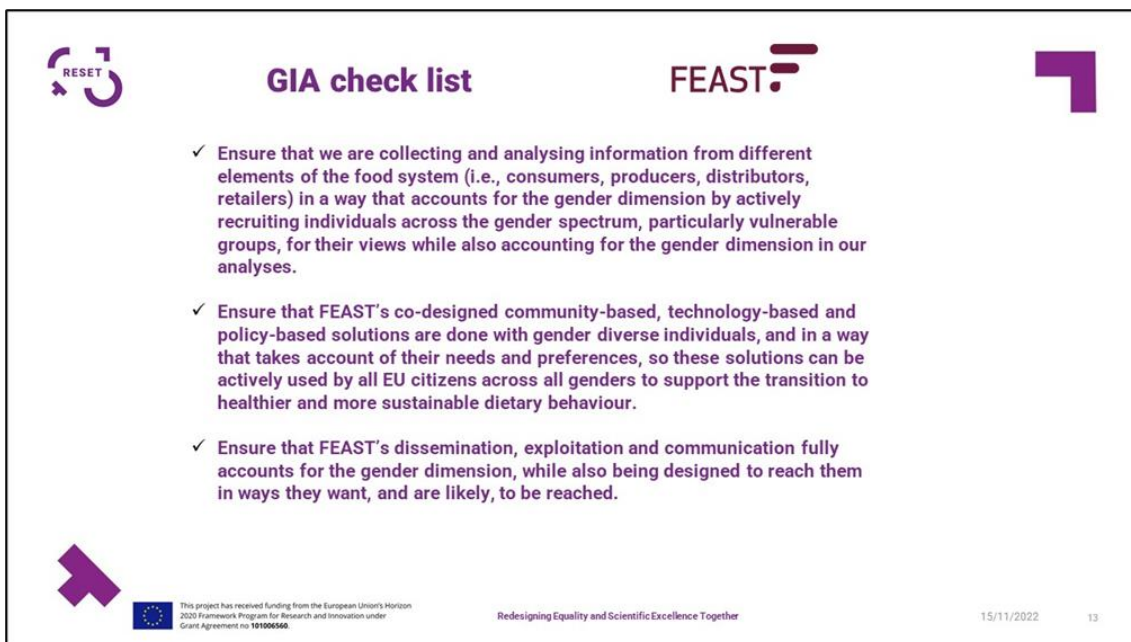 RESET
GIA check list
FEAST
✓ Ensure that we are collecting and analysing information from different
elements of the food system (i.e., consumers, producers, distributors,
retailers) in a way that accounts for the gender dimension by actively
recruiting individuals across the gender spectrum, particularly vulnerable
groups, for their views while also accounting for the gender dimension in our
analyses.
✓ Ensure that FEAST's co-designed community-based, technology-based and
policy-based solutions are done with gender diverse individuals, and in a way
that takes account of their needs and preferences, so these solutions can be
actively used by all EU citizens across all genders to support the transition to
healthier and more sustainable dietary behaviour.
✓ Ensure that FEAST's dissemination, exploitation and communication fully
accounts for the gender dimension, while also being designed to reach them
in ways they want, and are likely, to be reached.
This project has received funding from the European Union's Horizon
2020 Framework Program for Research and Innovation under
Grant Agreement no 101006560.
Redesigning Equality and Scientific Excellence Together
15/11/2022
13